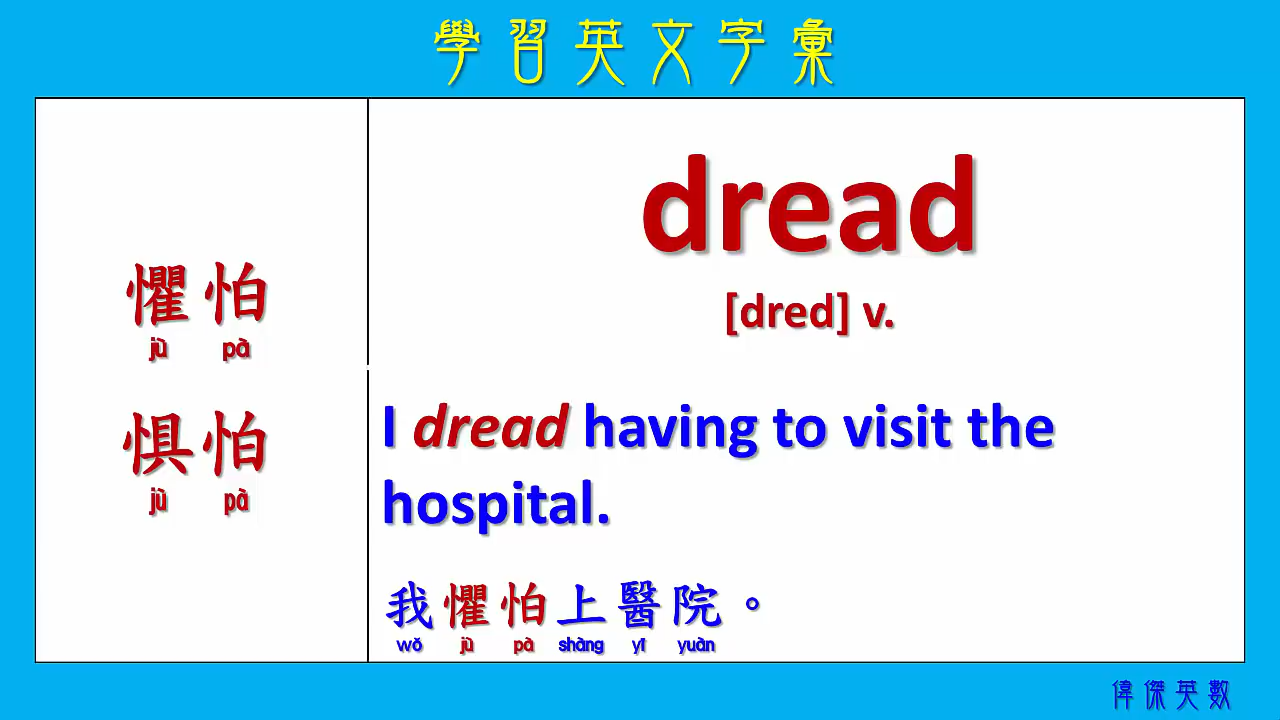 學習英文字彙
懼怕
jù pà
惧怕
jù pà
dread
[dred] v.
I dread having to visit the
hospital.
我懼怕上醫院。
wǒ jù pà shàng yī yuàn
偉傑英數